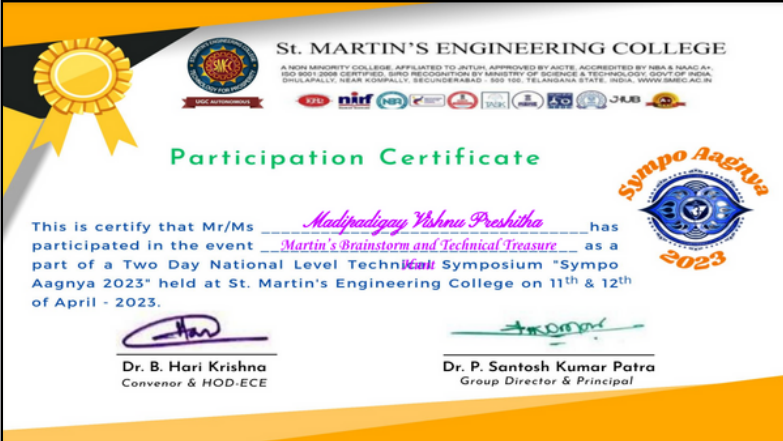 St. MARTIN'S ENGINEERING COLLEGE
A NON MINORITY COLLEGE, AFFILIATED TO JNTUH, APPROVED BY AICTE, ACCREDITED BY NBA & NAAC A+,
ISO 9001:2008 CERTIFIED, SIRO RECOGNITION BY MINISTRY OF SCIENCE & TECHNOLOGY, GOVT.OF INDIA.
DHULAPALLY, NEAR KOMPALLY, SECUNDERABAD - 500 100, TELANGANA STATE, INDIA. WWW.SMEC.AC.IN
UGC AUTONOMOUS
nirf
NBA
J-HUB
Participation Certificate
Sympo Aagnya
2023
This is certify that Mr/Ms Madipadigay Vishnu Preshitha has
participated in the event Martin's Brainstorm and Technical Treasure as a
Hunt
part of a Two Day National Level Technical Symposium "Sympo
Aagnya 2023" held at St. Martin's Engineering College on 11th & 12th
of April - 2023.
Dr. B. Hari Krishna
Convenor & HOD-ECE
Dr. P. Santosh Kumar Patra
Group Director & Principal